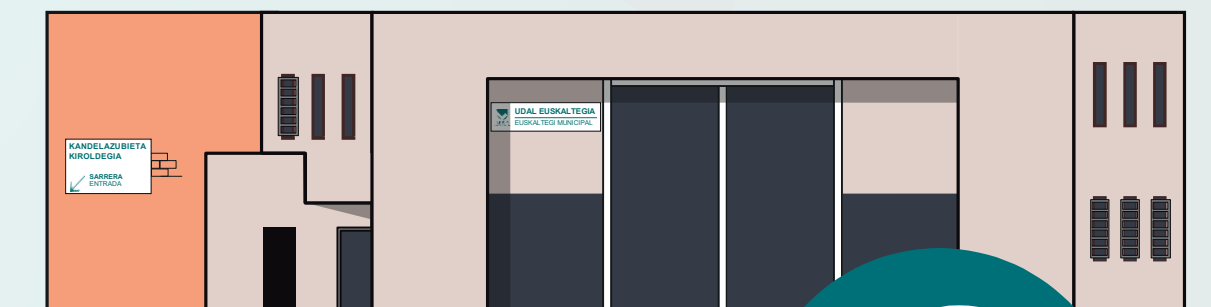 UDAL EUSKALTEGIA
EUSKALTEGI MUNICIPAL
KANDELAZUBIETA
KIROLDEGIA
SARRERA
ENTRADA